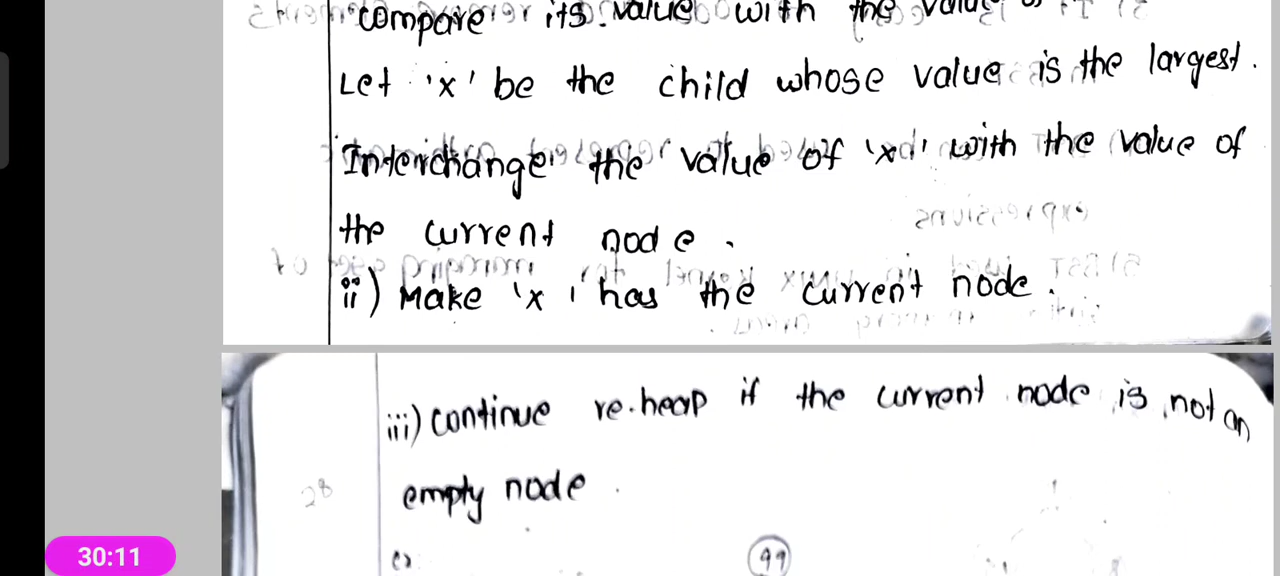 compare its value with the value
Let 'x' be the child whose value is the largest.
Interchange the value of 'x' with the value of
the current node.
ii) Make 'x' has the current node.
iii) continue re-heap if the current node is not an
empty node.
28
99
30:11